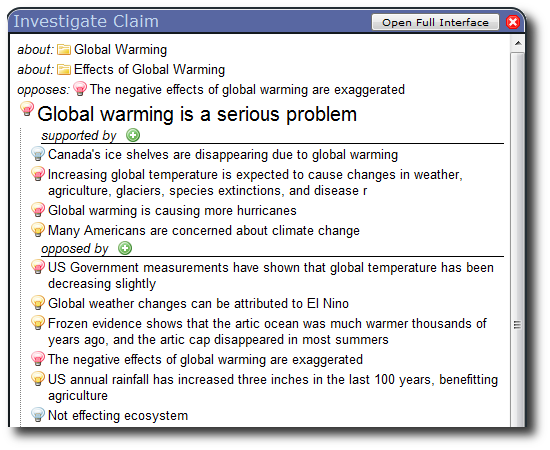 Investigate Claim
Open Full Interface
about: Global Warming
about: Effects of Global Warming
opposes: The negative effects of global warming are exaggerated
Global warming is a serious problem
supported by
Canada's ice shelves are disappearing due to global warming
Increasing global temperature is expected to cause changes in weather,
agriculture, glaciers, species extinctions, and disease r
Global warming is causing more hurricanes
Many Americans are concerned about climate change
opposed by
US Government measurements have shown that global temperature has been
decreasing slightly
Global weather changes can be attributed to El Nino
Frozen evidence shows that the artic ocean was much warmer thousands of
years ago, and the artic cap disappeared in most summers
The negative effects of global warming are exaggerated
US annual rainfall has increased three inches in the last 100 years, benefitting
agriculture
Not effecting ecosystem